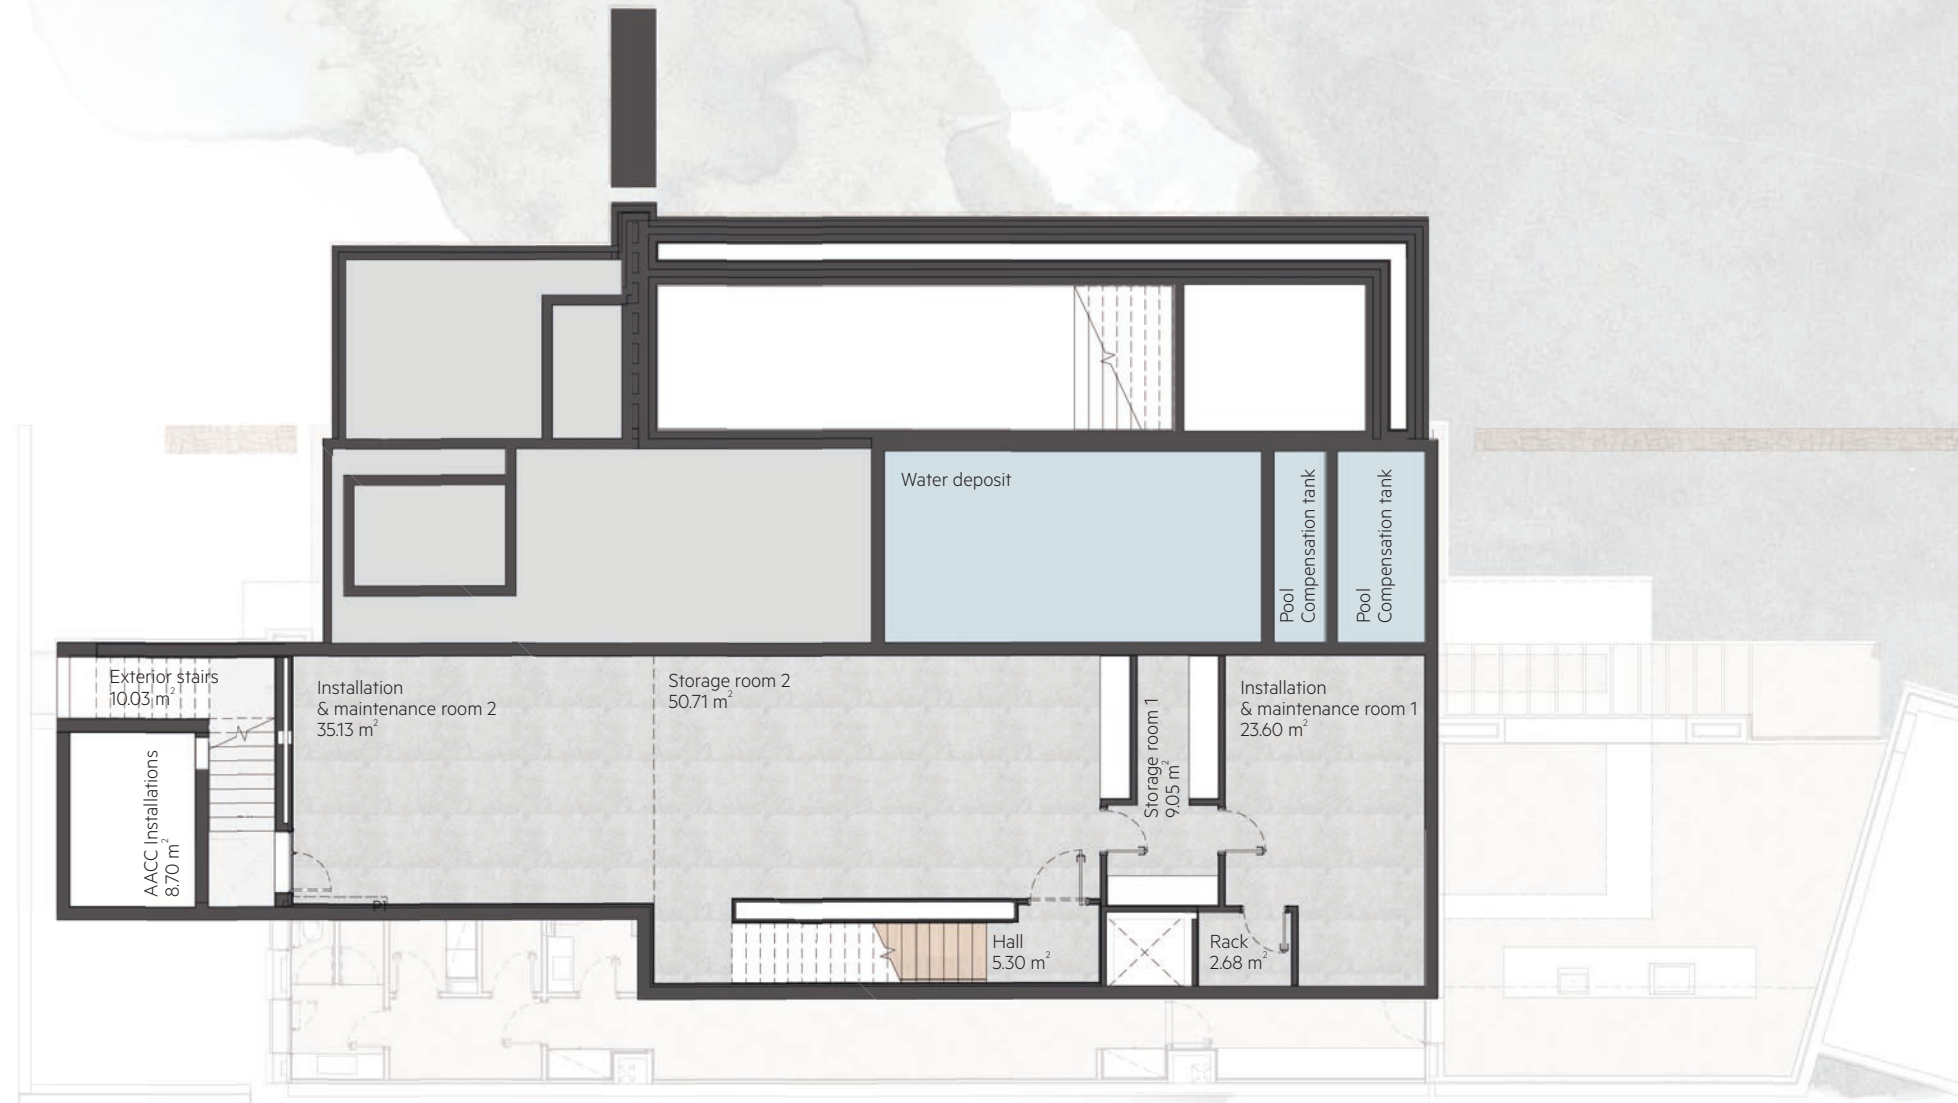 Water deposit
Pool
Compensation tank
Pool
Compensation tank
Exterior stairs
10.03 m²
Installation
& maintenance room 2
35.13 m²
Storage room 2
50.71 m²
Storage room 1
9.05 m²
Installation
& maintenance room 1
23.60 m²
AACC Installations
8.70 m²
P1
Hall
5.30 m²
Rack
2.68 m²